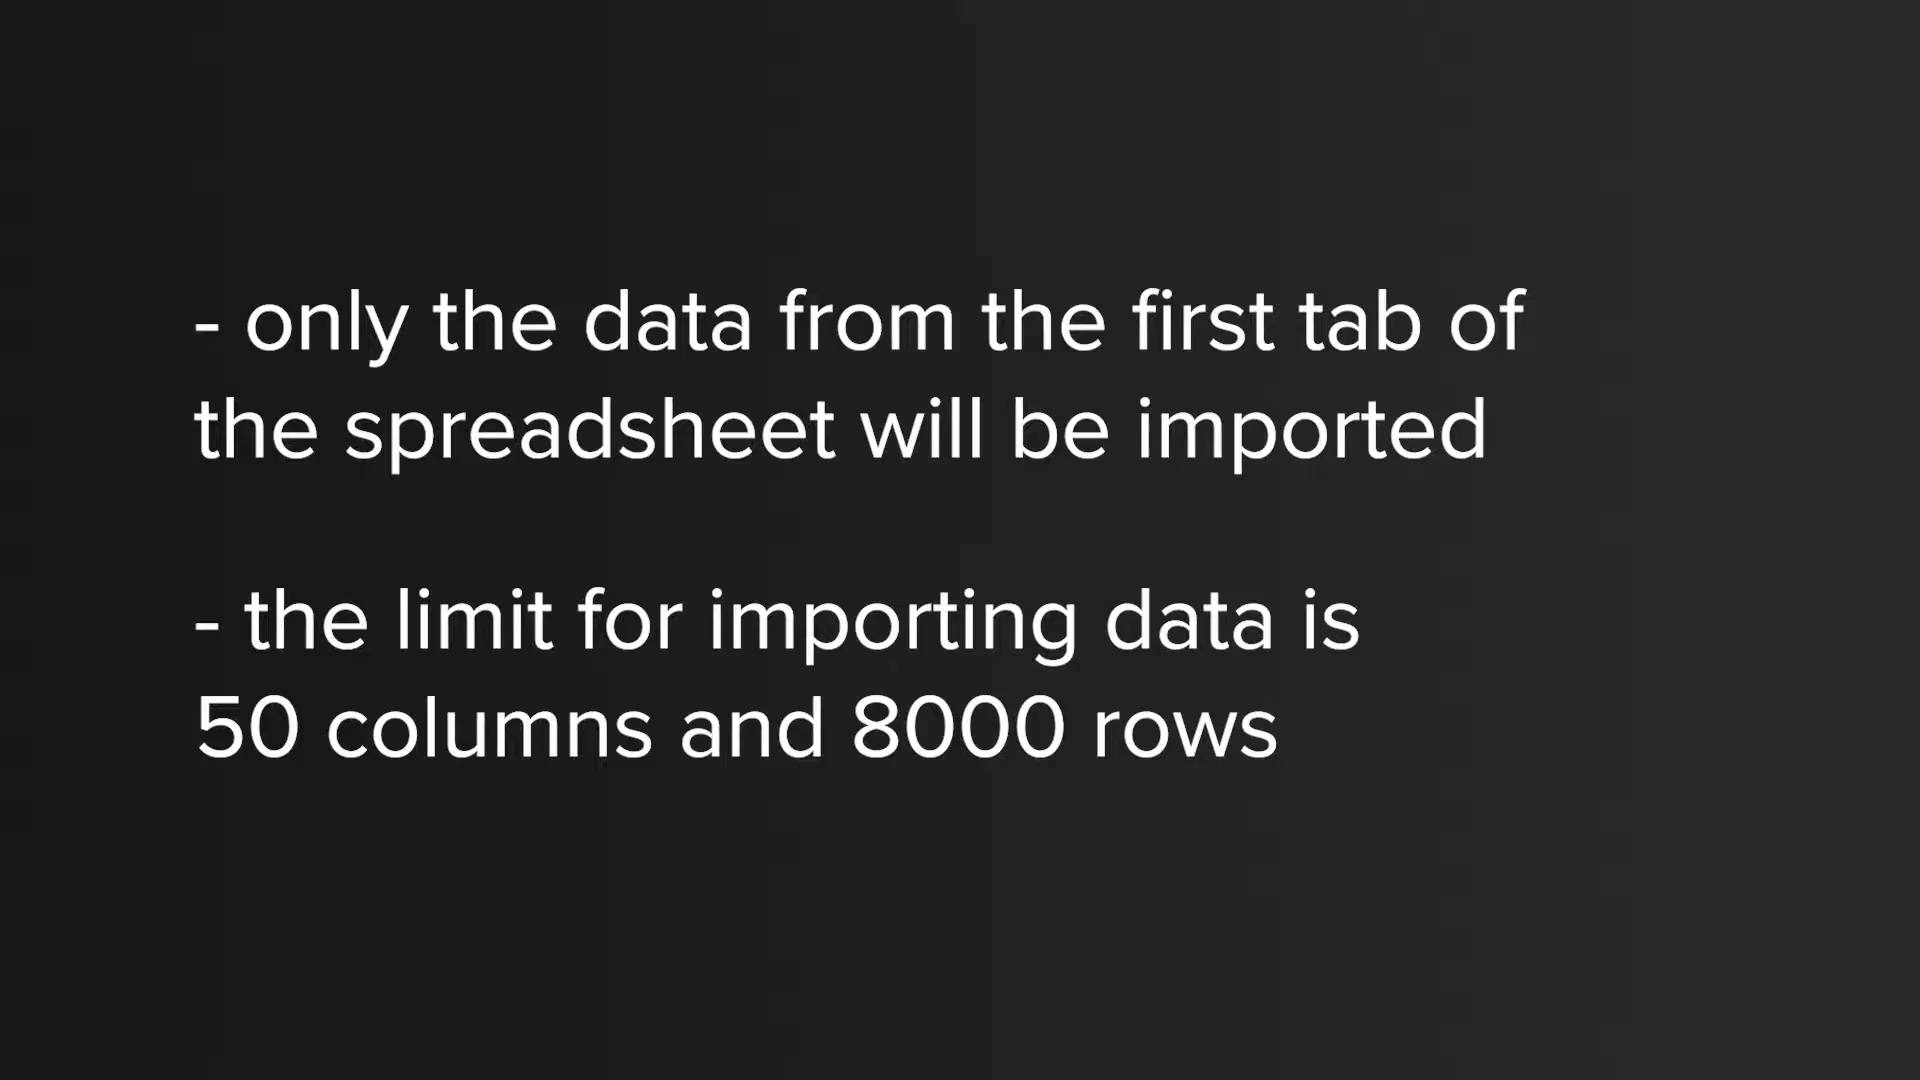 - only the data from the first tab of
the spreadsheet will be imported
- the limit for importing data is
50 columns and 8000 rows